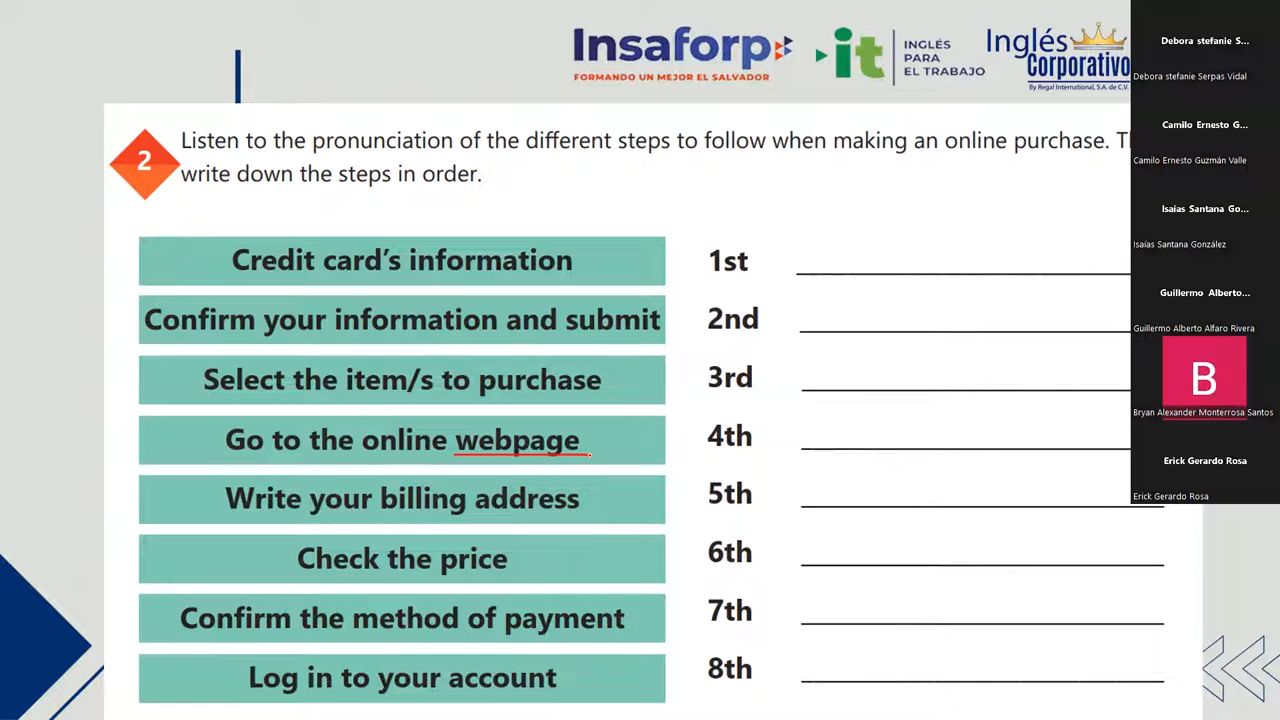 Insaforp
FORMANDO UN MEJOR EL SALVADOR
it
INGLÉS
PARA
EL TRABAJO
Inglés
Corporativo
By Regal International, S.A. de C.V.
2
Listen to the pronunciation of the different steps to follow when making an online purchase.
write down the steps in order.
Credit card's information
Confirm your information and submit
Select the item/s to purchase
Go to the online webpage
Write your billing address
Check the price
Confirm the method of payment
Log in to your account
1st
2nd
3rd
4th
5th
6th
7th
8th
Debora stefanie S...
Debora stefanie Serpas Vidal
Camilo Ernesto G...
Camilo Ernesto Guzmán Valle
Isaías Santana Go...
Isaías Santana González
Guillermo Alberto...
Guillermo Alberto Alfaro Rivera
B
Bryan Alexander Monterrosa Santos
Erick Gerardo Rosa
Erick Gerardo Rosa